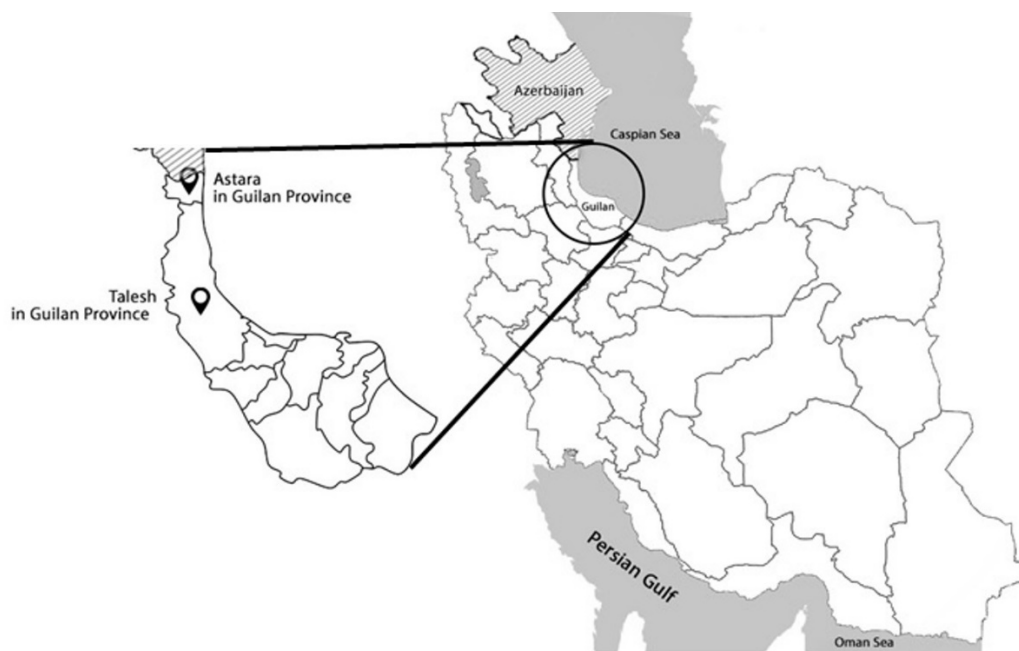 Azerbaijan
Caspian Sea
Astara
in Guilan Province
Guilan
Talesh
in Guilan Province
Persian Gulf
Oman Sea